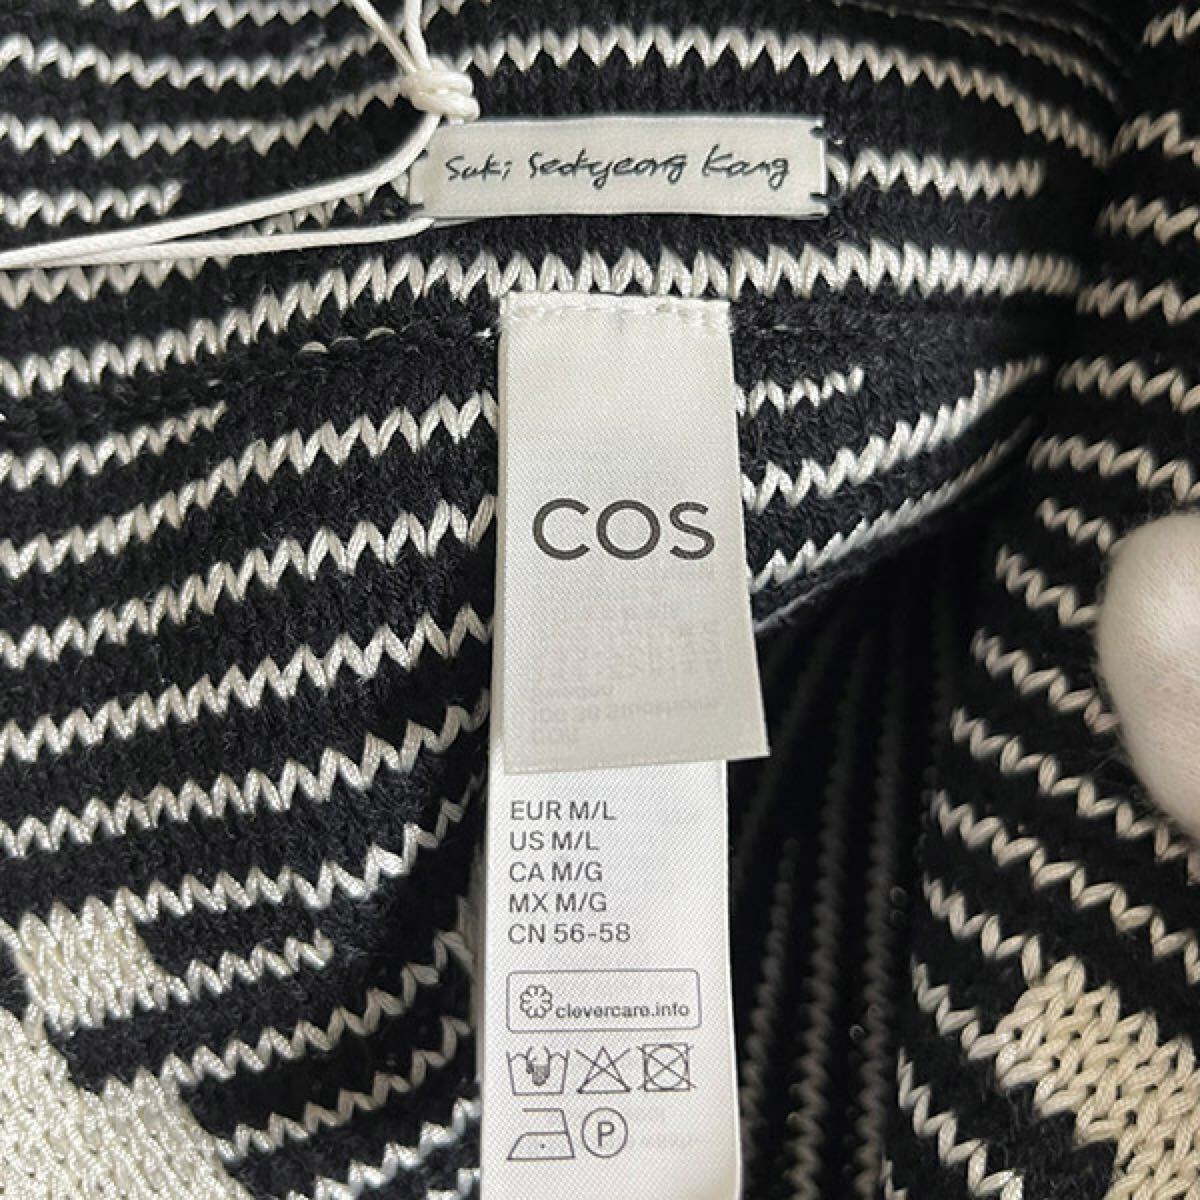 Suki Seokyeong Kang
COS
EUR M/L
US M/L
CA M/G
MX M/G
CN 56-58
clevercare.info
P